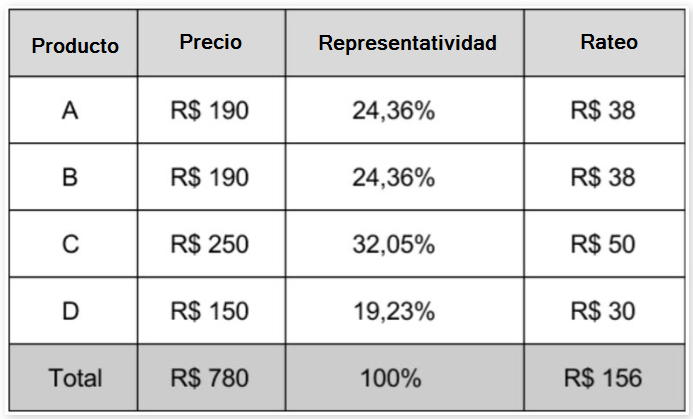 Producto Precio Representatividad Rateo
A R$ 190 24,36% R$ 38
B R$ 190 24,36% R$ 38
C R$ 250 32,05% R$ 50
D R$ 150 19,23% R$ 30
Total R$ 780 100% R$ 156